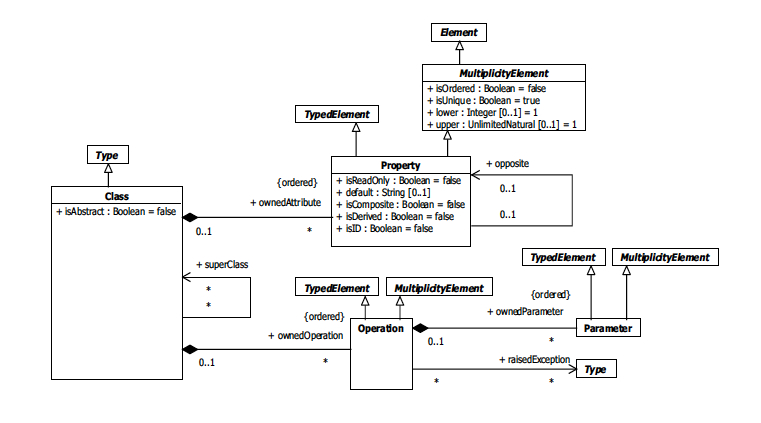 Element
MultiplicityElement
+ isOrdered : Boolean = false
+ isUnique : Boolean = true
+ lower : Integer [0..1] = 1
+ upper : UnlimitedNatural [0..1] = 1
TypedElement
Type
Property
+ isReadOnly : Boolean = false
+ default : String [0..1]
+ isComposite : Boolean = false
+ isDerived : Boolean = false
+ isID : Boolean = false
+ opposite
0..1
0..1
Class
+ isAbstract : Boolean = false
{ordered}
+ ownedAttribute
0..1
*
+ superClass
*
*
TypedElement
MultiplicityElement
TypedElement
MultiplicityElement
{ordered}
+ ownedOperation
0..1
*
Operation
{ordered}
+ ownedParameter
0..1
*
Parameter
+ raisedException
*
*
Type